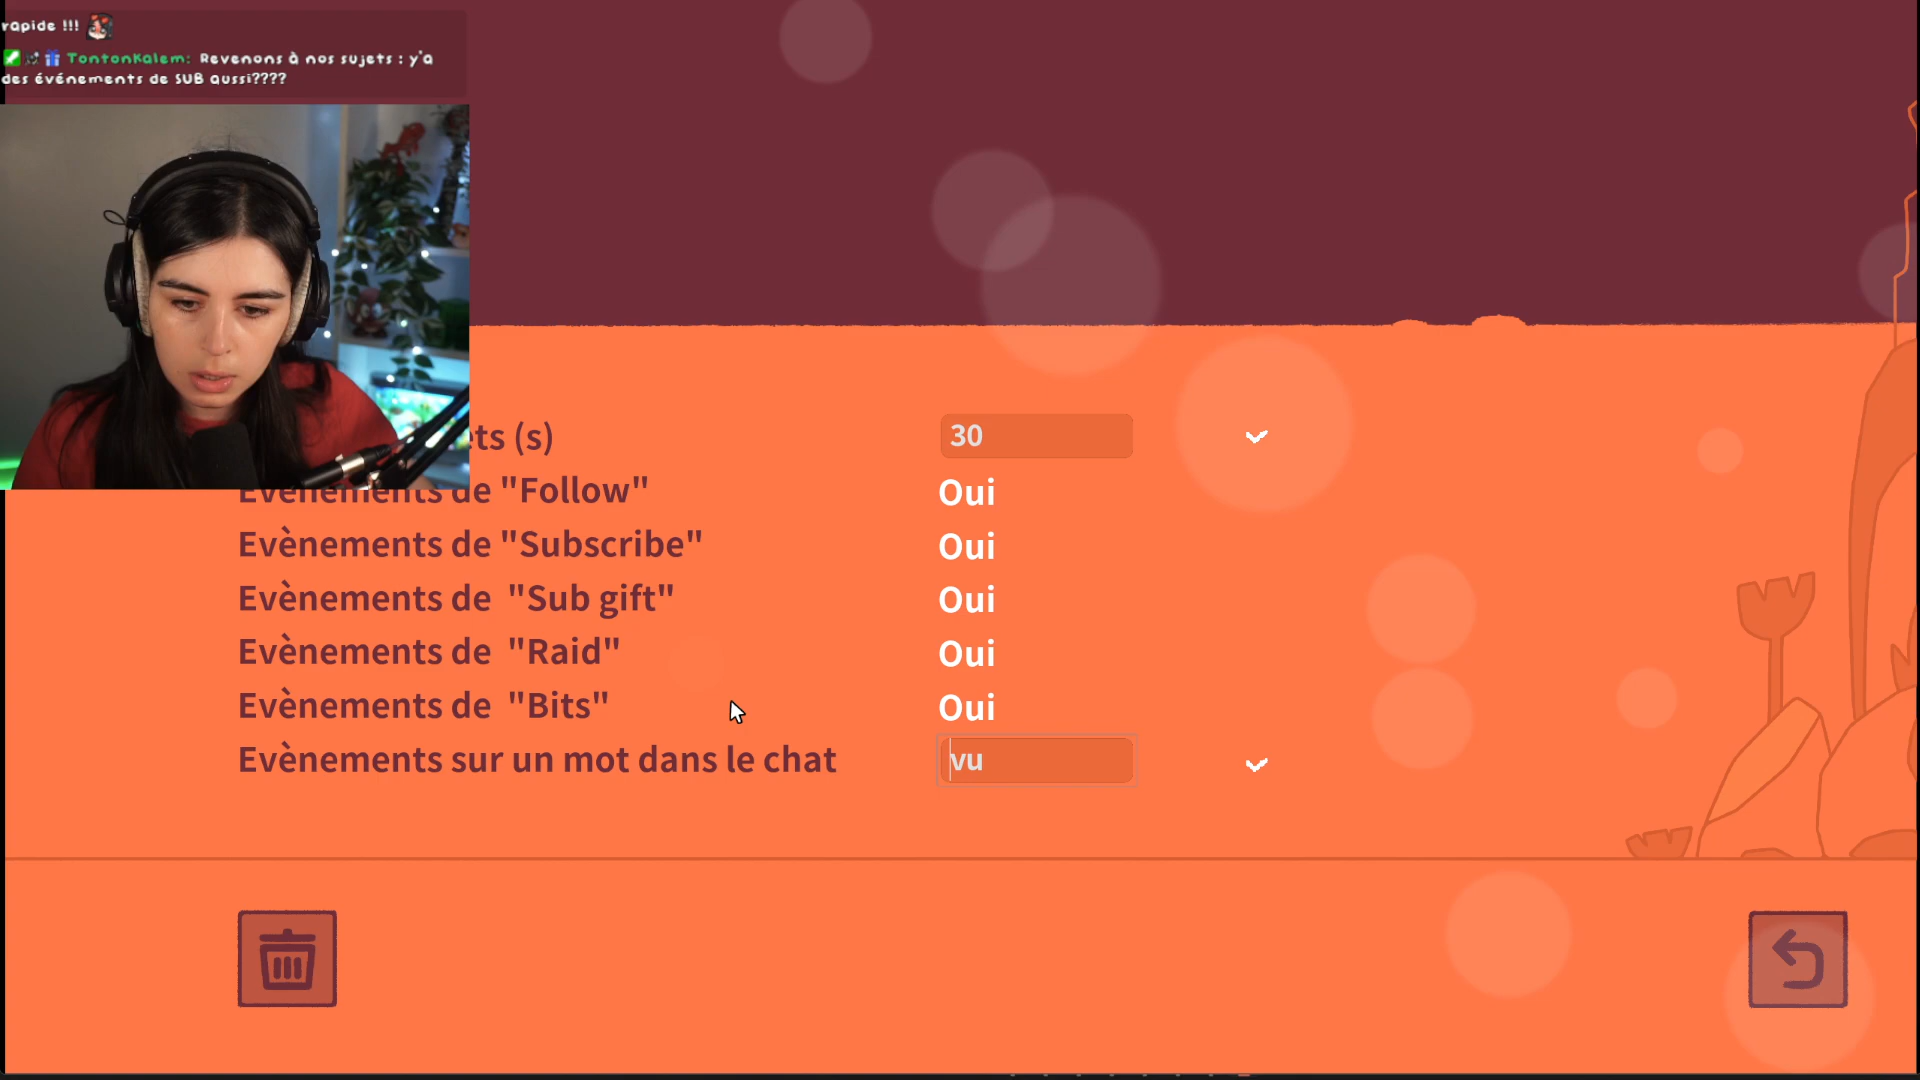 rapide !!!
TontonKalem: Revenons à nos sujets : y'a
des événements de SUB aussi????
ets (s)
30
Evènements de "Follow"
Oui
Evènements de "Subscribe"
Oui
Evènements de "Sub gift"
Oui
Evènements de "Raid"
Oui
Evènements de "Bits"
Oui
Evènements sur un mot dans le chat
vu